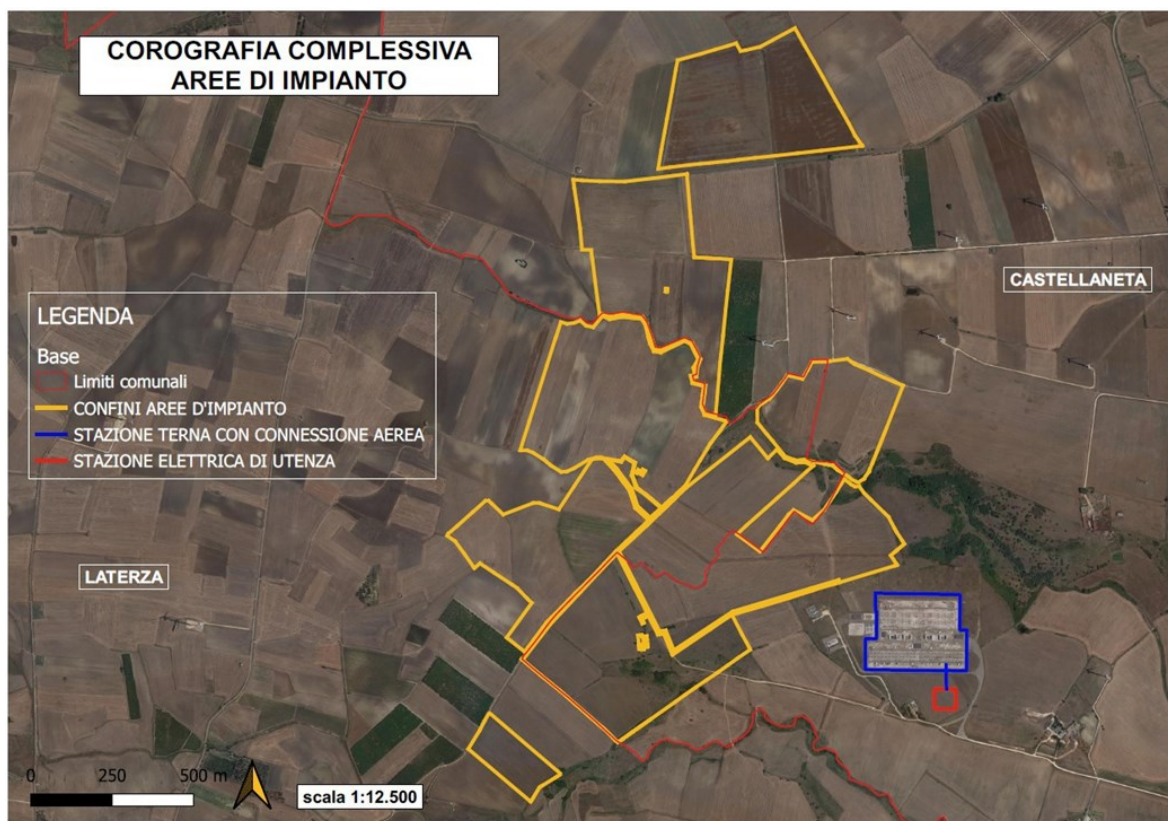 COROGRAFIA COMPLESSIVA
AREE DI IMPIANTO
CASTELLANETA
LEGENDA
Base
Limiti comunali
CONFINI AREE D'IMPIANTO
STAZIONE TERNA CON CONNESSIONE AEREA
STAZIONE ELETTRICA DI UTENZA
LATERZA
0 250 500 m
scala 1:12.500